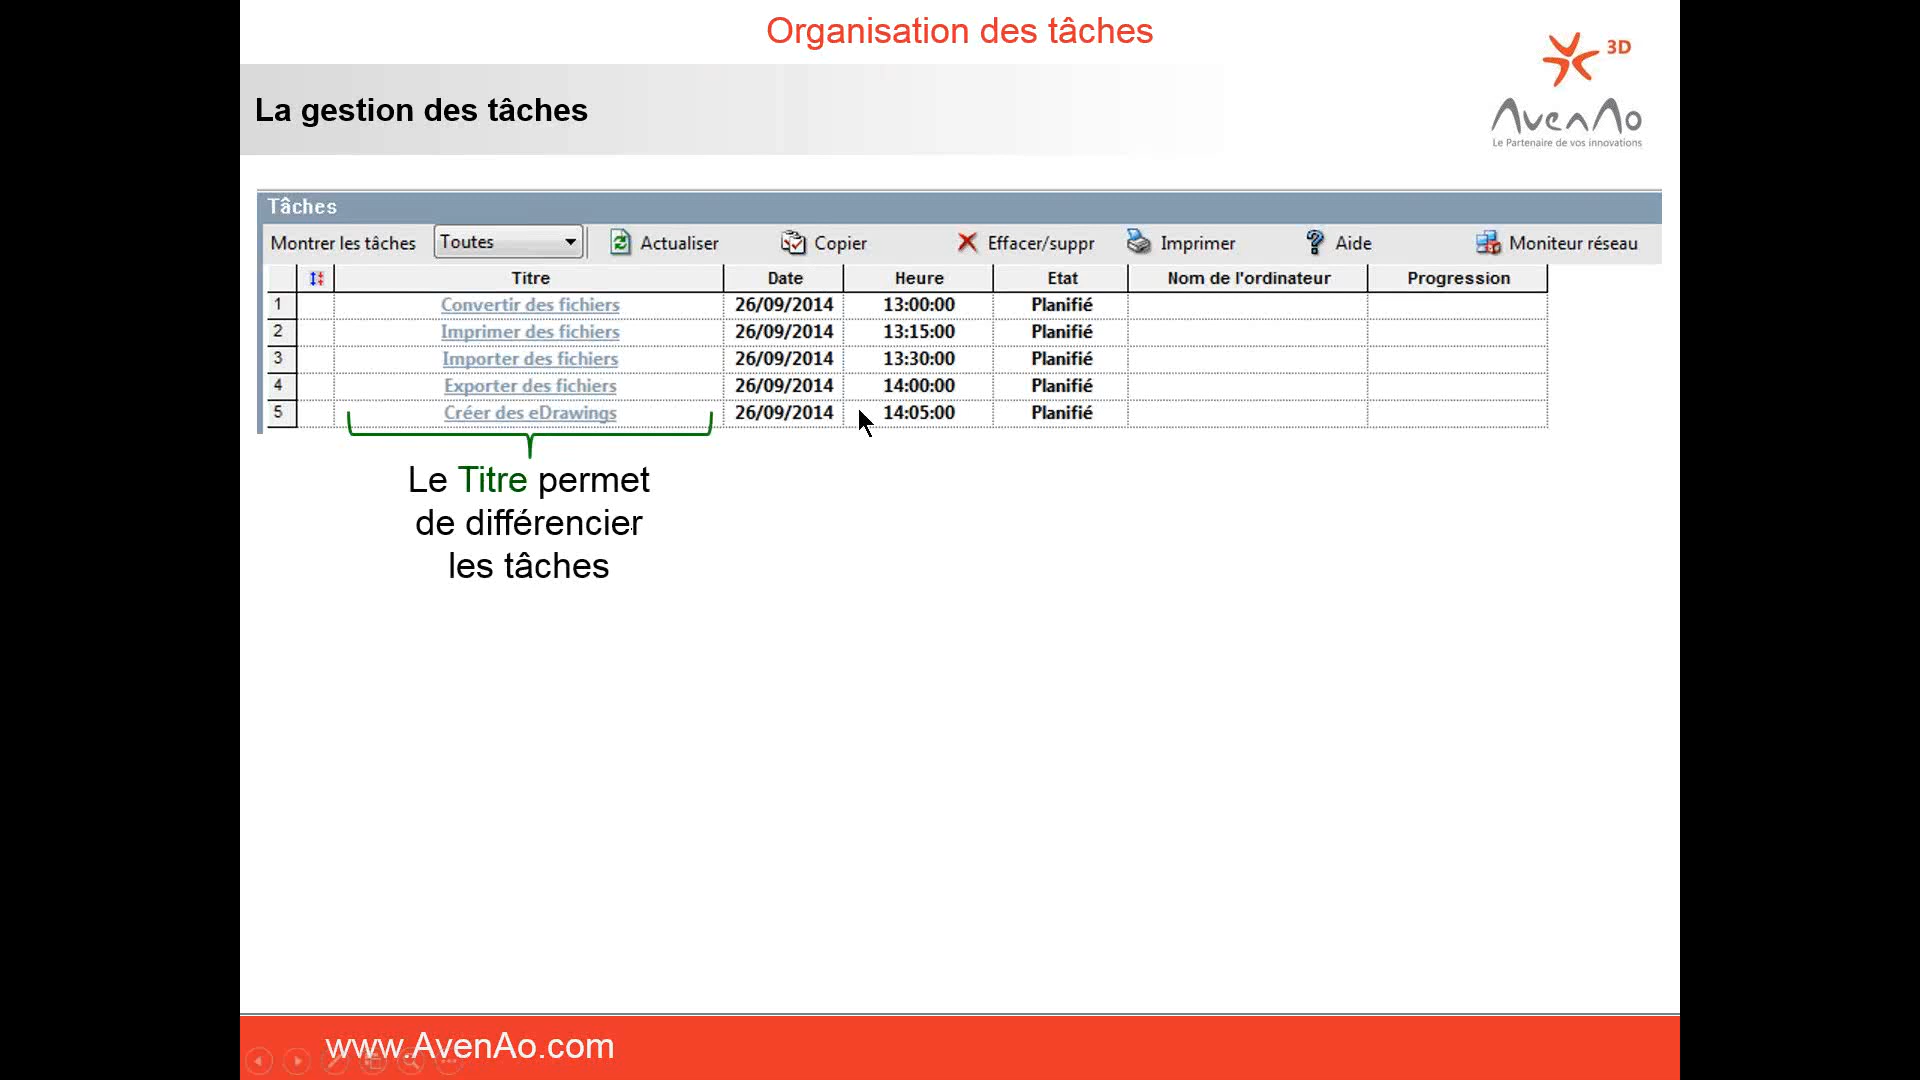 Organisation des tâches
3D
La gestion des tâches
AvenAo
Le Partenaire de vos innovations
Tâches
Montrer les tâches Toutes Actualiser Copier Effacer/suppr Imprimer Aide Moniteur réseau
Titre Date Heure Etat Nom de l'ordinateur Progression
1 Convertir des fichiers 26/09/2014 13:00:00 Planifié
2 Imprimer des fichiers 26/09/2014 13:15:00 Planifié
3 Importer des fichiers 26/09/2014 13:30:00 Planifié
4 Exporter des fichiers 26/09/2014 14:00:00 Planifié
5 Créer des eDrawings 26/09/2014 14:05:00 Planifié
Le Titre permet
de différencier
les tâches
www.AvenAo.com